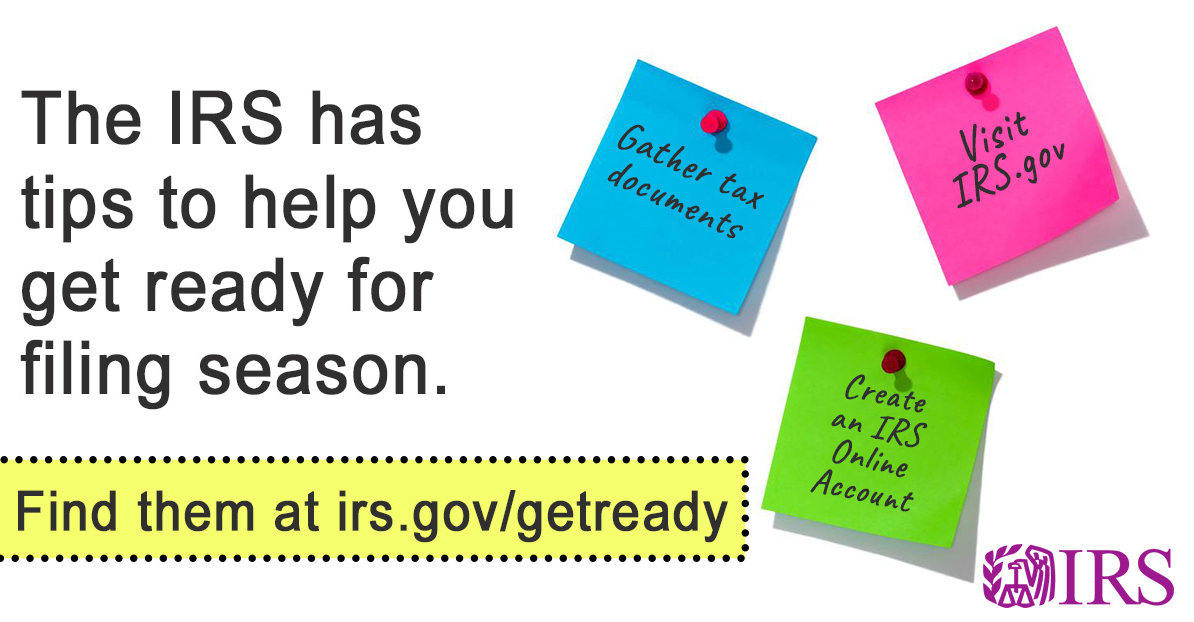 The IRS has
tips to help you
get ready for
filing season.
Find them at irs.gov/getready
Gather tax
documents
Visit
IRS.gov
Create
an IRS
Online
Account
IRS